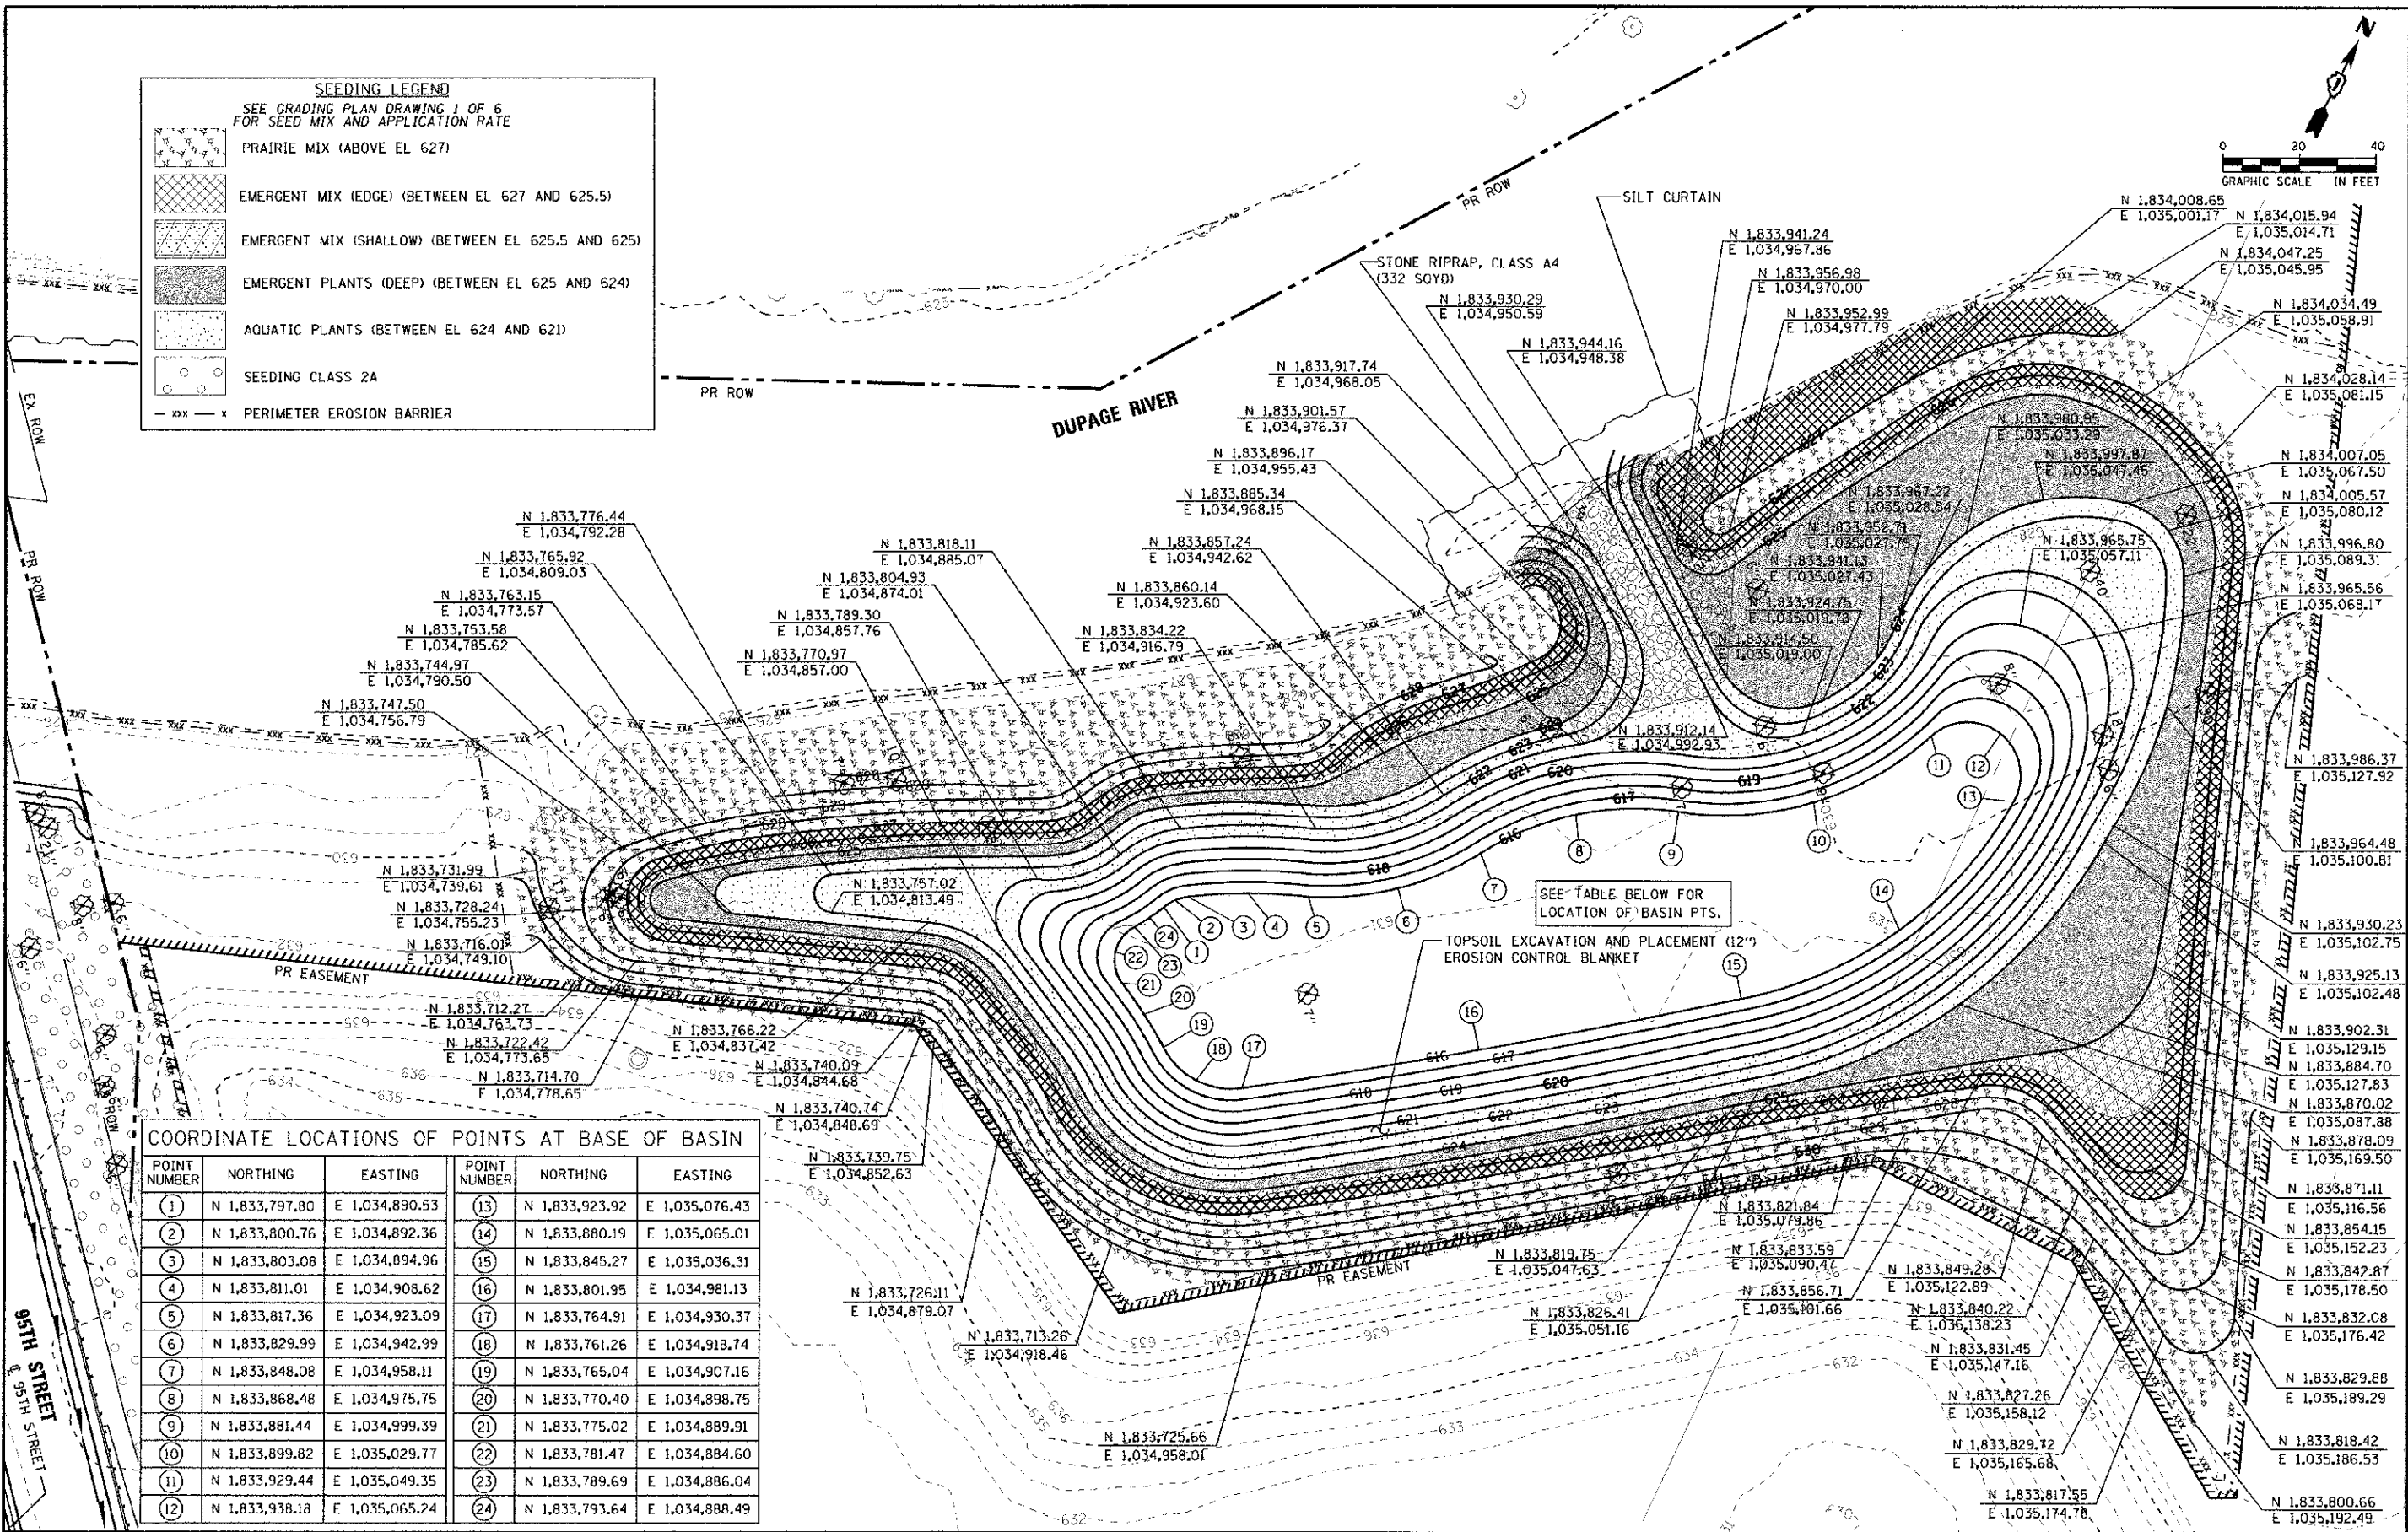 SEEDING LEGEND
SEE GRADING PLAN DRAWING 1 OF 6
FOR SEED MIX AND APPLICATION RATE
PRAIRIE MIX (ABOVE EL 627)
EMERGENT MIX (EDGE) (BETWEEN EL 627 AND 625.5)
EMERGENT MIX (SHALLOW) (BETWEEN EL 625.5 AND 625)
EMERGENT PLANTS (DEEP) (BETWEEN EL 625 AND 624)
AQUATIC PLANTS (BETWEEN EL 624 AND 621)
SEEDING CLASS 2A
PERIMETER EROSION BARRIER
N
0 20 40
GRAPHIC SCALE IN FEET
EX ROW
PR ROW
PR ROW
PR ROW
DUPAGE RIVER
SILT CURTAIN
STONE RIPRAP, CLASS A4
(332 SQYD)
N 1,833,941.24
E 1,034,967.86
N 1,833,956.98
E 1,034,970.00
N 1,833,952.99
E 1,034,977.79
N 1,833,930.29
E 1,034,950.59
N 1,833,944.16
E 1,034,948.38
N 1,833,917.74
E 1,034,968.05
N 1,833,901.57
E 1,034,976.37
N 1,833,896.17
E 1,034,955.43
N 1,833,885.34
E 1,034,968.15
N 1,833,857.24
E 1,034,942.62
N 1,833,860.14
E 1,034,923.60
N 1,833,834.22
E 1,034,916.79
N 1,833,818.11
E 1,034,885.07
N 1,833,804.93
E 1,034,874.01
N 1,833,789.30
E 1,034,857.76
N 1,833,770.97
E 1,034,857.00
N 1,833,776.44
E 1,034,792.28
N 1,833,765.92
E 1,034,809.03
N 1,833,763.15
E 1,034,773.57
N 1,833,753.58
E 1,034,785.62
N 1,833,744.97
E 1,034,790.50
N 1,833,747.50
E 1,034,756.79
N 1,833,731.99
E 1,034,739.61
N 1,833,728.24
E 1,034,755.23
N 1,833,716.01
E 1,034,749.10
N 1,833,712.27
E 1,034,763.73
N 1,833,722.42
E 1,034,773.65
N 1,833,714.70
E 1,034,778.65
N 1,833,757.02
E 1,034,813.49
N 1,833,766.22
E 1,034,837.42
N 1,833,740.09
E 1,034,844.68
N 1,833,740.74
E 1,034,848.69
N 1,833,739.75
E 1,034,852.63
N 1,833,726.11
E 1,034,879.07
N 1,833,713.26
E 1,034,918.46
N 1,833,725.66
E 1,034,958.01
N 1,834,008.65
E 1,035,001.17
N 1,834,015.94
E 1,035,014.71
N 1,834,047.25
E 1,035,045.95
N 1,834,034.49
E 1,035,058.91
N 1,834,028.14
E 1,035,081.15
N 1,834,007.05
E 1,035,067.50
N 1,834,005.57
E 1,035,080.12
N 1,833,996.80
E 1,035,089.31
N 1,833,965.56
E 1,035,068.17
N 1,833,986.37
E 1,035,127.92
N 1,833,964.48
E 1,035,100.81
N 1,833,930.23
E 1,035,102.75
N 1,833,925.13
E 1,035,102.48
N 1,833,902.31
E 1,035,129.15
N 1,833,884.70
E 1,035,127.83
N 1,833,870.02
E 1,035,087.88
N 1,833,878.09
E 1,035,169.50
N 1,833,871.11
E 1,035,116.56
N 1,833,854.15
E 1,035,152.23
N 1,833,842.87
E 1,035,178.50
N 1,833,832.08
E 1,035,176.42
N 1,833,829.88
E 1,035,189.29
N 1,833,818.42
E 1,035,186.53
N 1,833,800.66
E 1,035,192.49
N 1,833,980.95
E 1,035,033.29
N 1,833,997.87
E 1,035,047.45
N 1,833,967.22
E 1,035,028.54
N 1,833,952.71
E 1,035,027.79
N 1,833,941.13
E 1,035,027.43
N 1,833,924.75
E 1,035,019.78
N 1,833,914.50
E 1,035,019.00
N 1,833,965.75
E 1,035,057.11
N 1,833,912.14
E 1,034,992.93
SEE TABLE BELOW FOR
LOCATION OF BASIN PTS.
TOPSOIL EXCAVATION AND PLACEMENT (12")
EROSION CONTROL BLANKET
N 1,833,821.84
E 1,035,079.86
N 1,833,819.75
E 1,035,047.63
N 1,833,833.59
E 1,035,090.47
N 1,833,826.41
E 1,035,051.16
N 1,833,856.71
E 1,035,101.66
N 1,833,849.28
E 1,035,122.89
N 1,833,840.22
E 1,035,138.23
N 1,833,831.45
E 1,035,147.16
N 1,833,827.26
E 1,035,158.12
N 1,833,829.72
E 1,035,165.68
N 1,833,817.55
E 1,035,174.78
PR EASEMENT
PR EASEMENT
COORDINATE LOCATIONS OF POINTS AT BASE OF BASIN
POINT NUMBER NORTHING EASTING POINT NUMBER NORTHING EASTING
1 N 1,833,797.80 E 1,034,890.53 13 N 1,833,923.92 E 1,035,076.43
2 N 1,833,800.76 E 1,034,892.36 14 N 1,833,880.19 E 1,035,065.01
3 N 1,833,803.08 E 1,034,894.96 15 N 1,833,845.27 E 1,035,036.31
4 N 1,833,811.01 E 1,034,908.62 16 N 1,833,801.95 E 1,034,981.13
5 N 1,833,817.36 E 1,034,923.09 17 N 1,833,764.91 E 1,034,930.37
6 N 1,833,829.99 E 1,034,942.99 18 N 1,833,761.26 E 1,034,918.74
7 N 1,833,848.08 E 1,034,958.11 19 N 1,833,765.04 E 1,034,907.16
8 N 1,833,868.48 E 1,034,975.75 20 N 1,833,770.40 E 1,034,898.75
9 N 1,833,881.44 E 1,034,999.39 21 N 1,833,775.02 E 1,034,889.91
10 N 1,833,899.82 E 1,035,029.77 22 N 1,833,781.47 E 1,034,884.60
11 N 1,833,929.44 E 1,035,049.35 23 N 1,833,789.69 E 1,034,886.04
12 N 1,833,938.18 E 1,035,065.24 24 N 1,833,793.64 E 1,034,888.49
95TH STREET
℄ 95TH STREET